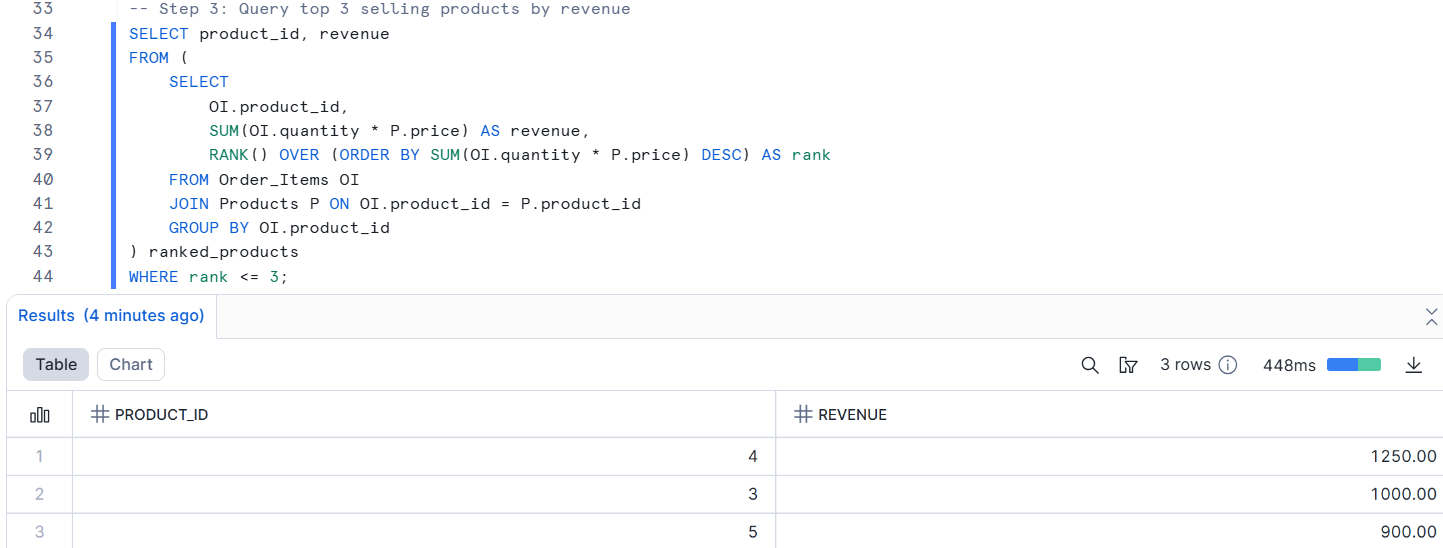 33 -- Step 3: Query top 3 selling products by revenue
34 SELECT product_id, revenue
35 FROM (
36 SELECT
37 OI.product_id,
38 SUM(OI.quantity * P.price) AS revenue,
39 RANK() OVER (ORDER BY SUM(OI.quantity * P.price) DESC) AS rank
40 FROM Order_Items OI
41 JOIN Products P ON OI.product_id = P.product_id
42 GROUP BY OI.product_id
43 ) ranked_products
44 WHERE rank <= 3;
Results (4 minutes ago)
Table Chart 3 rows 448ms
PRODUCT_ID REVENUE
1 4 1250.00
2 3 1000.00
3 5 900.00